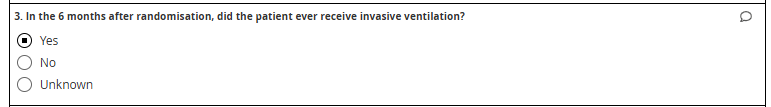 3. In the 6 months after randomisation, did the patient ever receive invasive ventilation?
Yes
No
Unknown